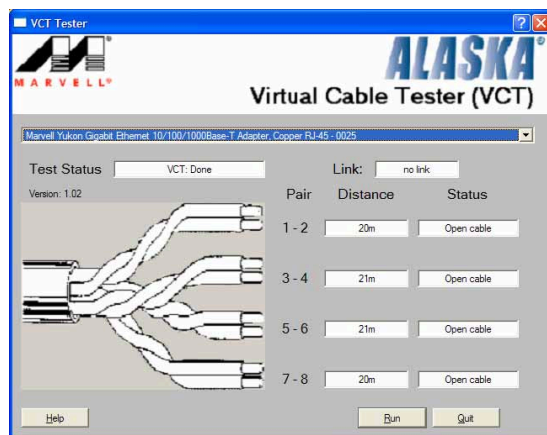 VCT Tester
MARVELL®
ALASKA®
Virtual Cable Tester (VCT)
Marvell Yukon Gigabit Ethernet 10/100/1000Base-T Adapter, Copper RJ-45 - 0025
Test Status VCT: Done Link: no link
Version: 1.02 Pair Distance Status
1 - 2 20m Open cable
3 - 4 21m Open cable
5 - 6 21m Open cable
7 - 8 20m Open cable
Help Run Quit